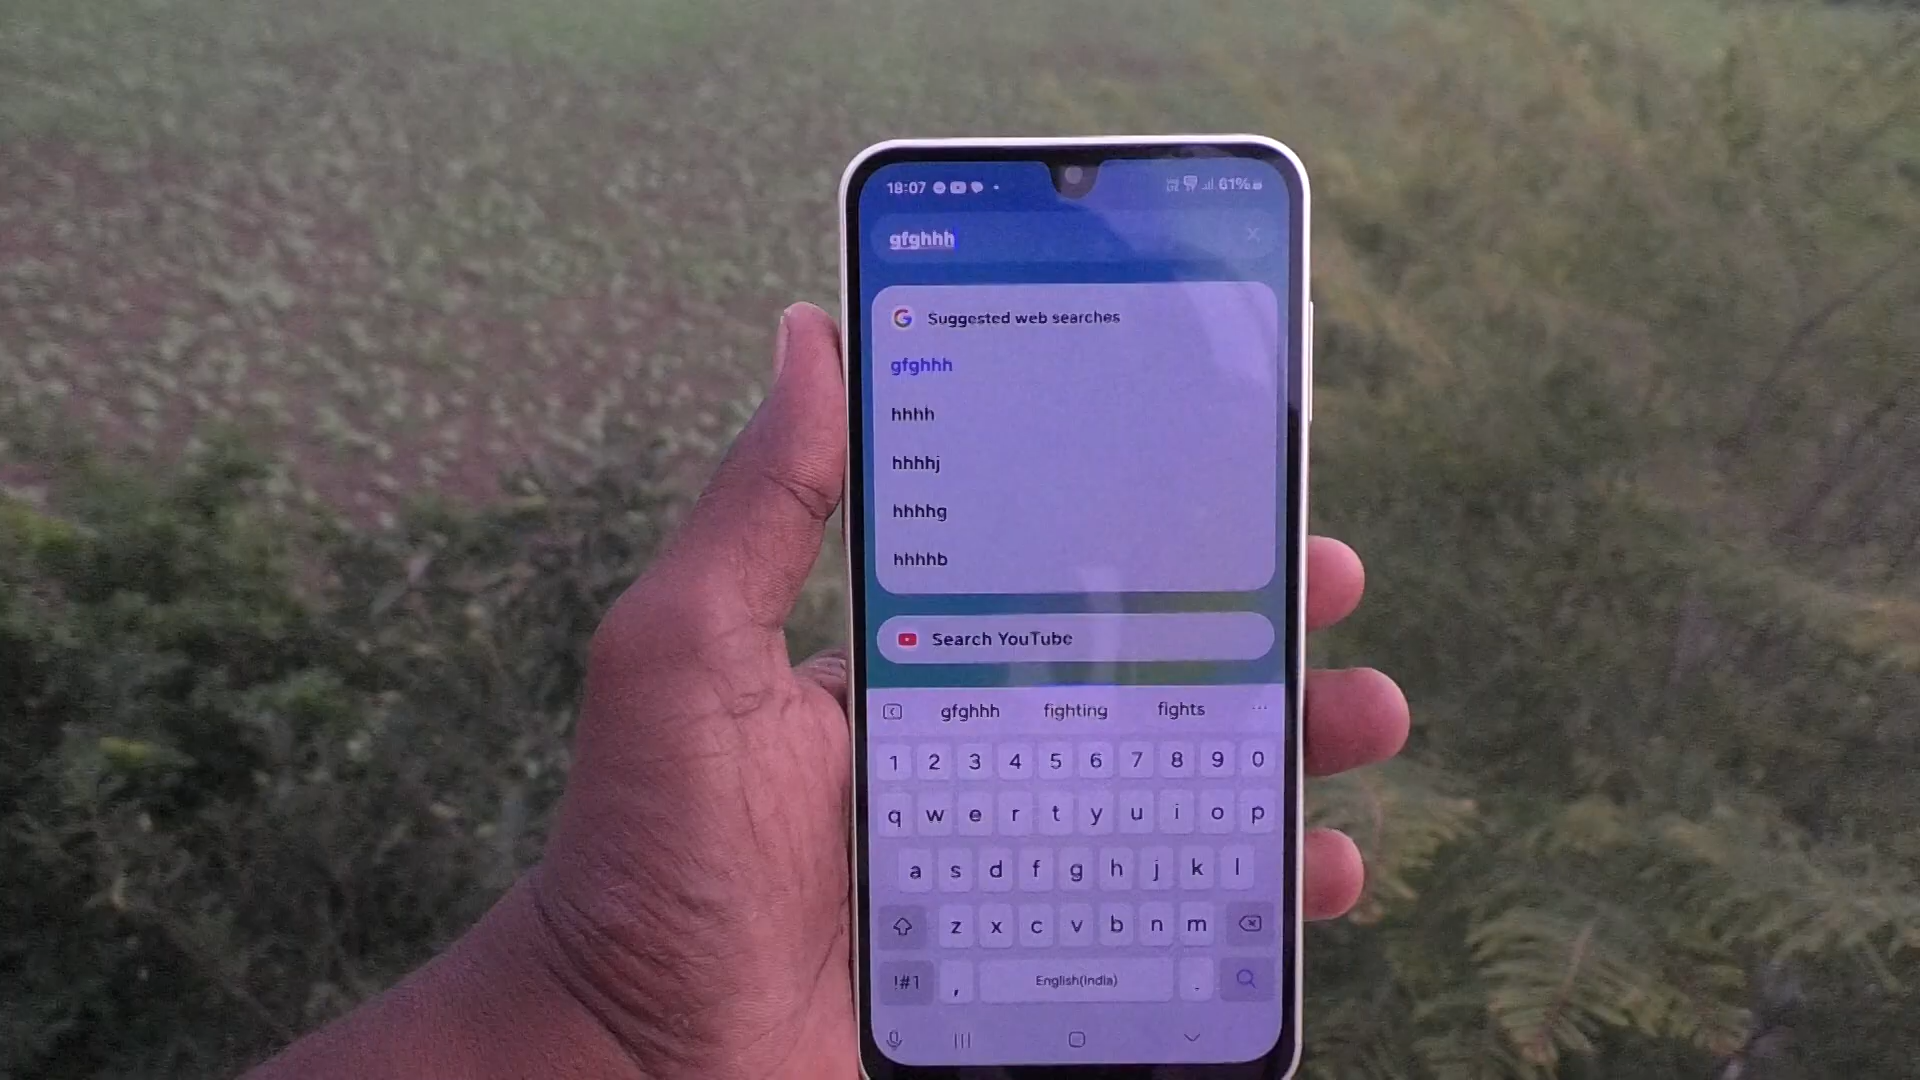 18:07 61%
gfghhh
Suggested web searches
gfghhh
hhhh
hhhhj
hhhhg
hhhhb
Search YouTube
gfghhh fighting fights
1 2 3 4 5 6 7 8 9 0
q w e r t y u i o p
a s d f g h j k l
z x c v b n m
!#1 , English(India) .